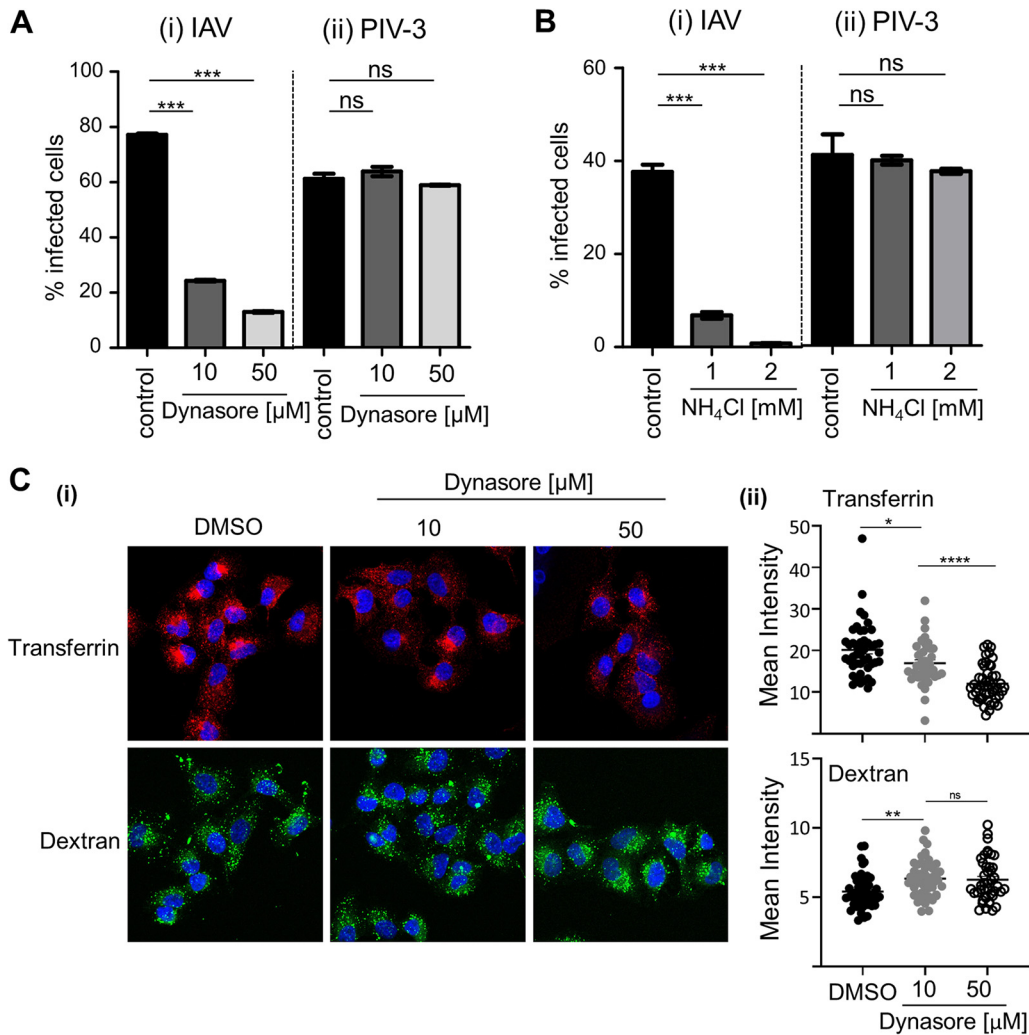 A
(i) IAV
(ii) PIV-3
% infected cells
100
80
60
40
20
0
***
***
ns
ns
control
10
50
Dynasore [µM]
control
10
50
Dynasore [µM]
B
(i) IAV
(ii) PIV-3
% infected cells
60
40
20
0
***
***
ns
ns
control
1
2
NH₄Cl [mM]
control
1
2
NH₄Cl [mM]
C
(i)
Dynasore [µM]
DMSO
10
50
Transferrin
Dextran
(ii)
Transferrin
Mean Intensity
50
40
30
20
10
*
****
Dextran
Mean Intensity
15
10
5
**
ns
DMSO
10
50
Dynasore [µM]